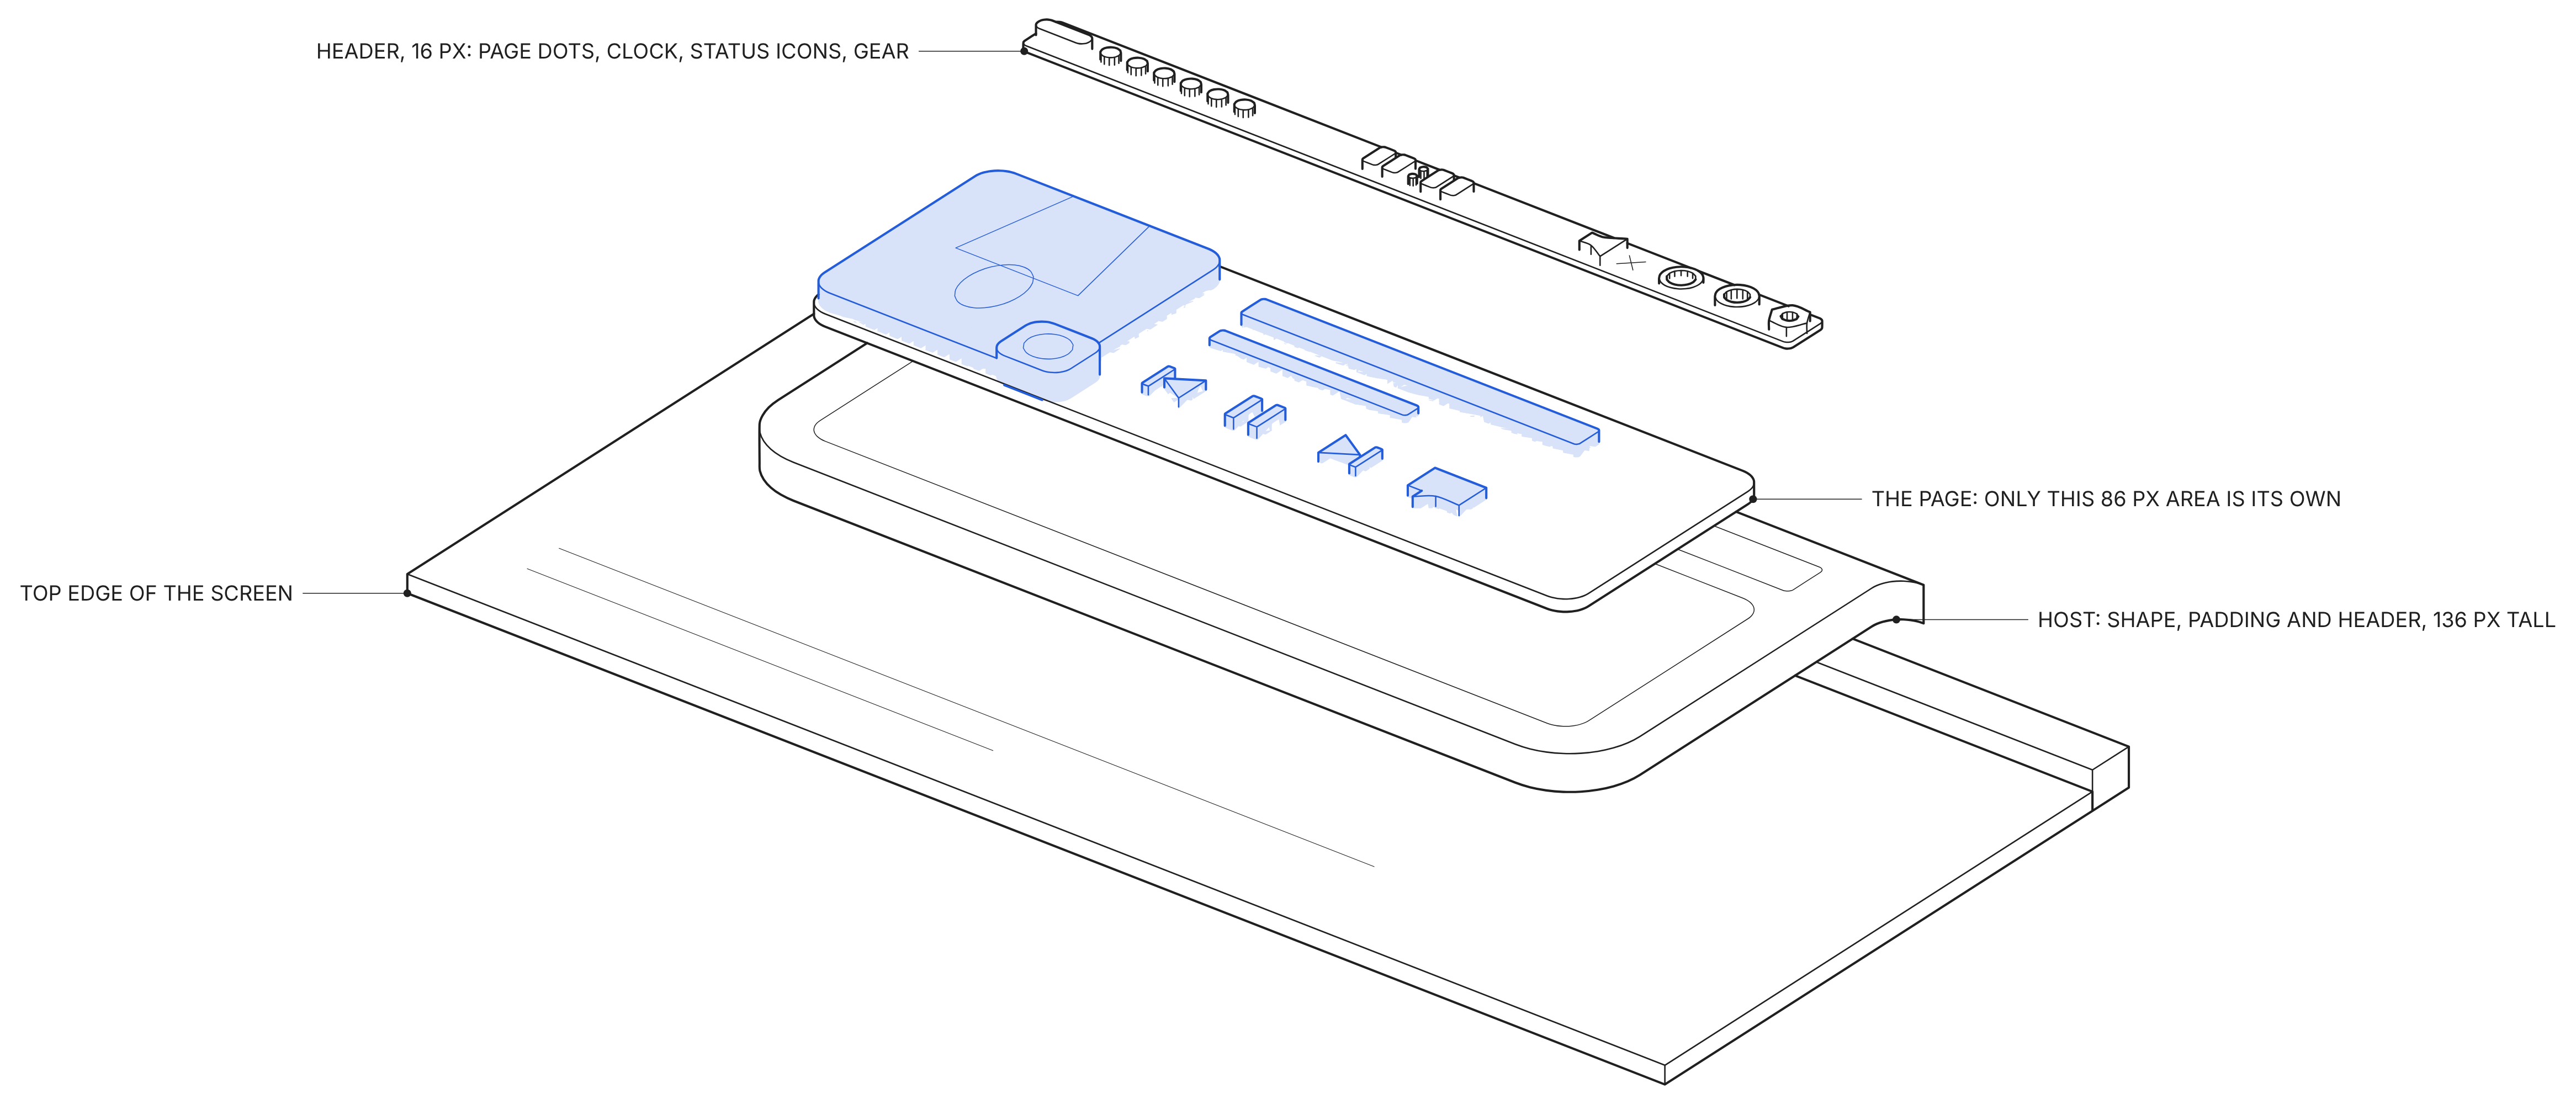 HEADER, 16 PX: PAGE DOTS, CLOCK, STATUS ICONS, GEAR
THE PAGE: ONLY THIS 86 PX AREA IS ITS OWN
TOP EDGE OF THE SCREEN
HOST: SHAPE, PADDING AND HEADER, 136 PX TALL